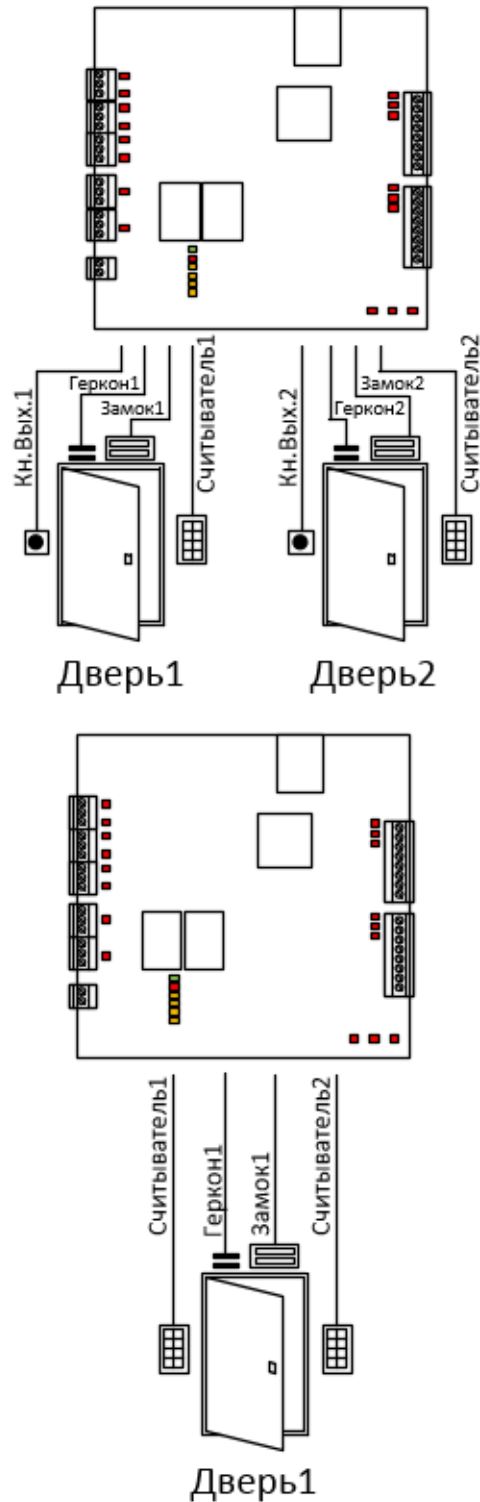 Кн.Вых.1
Геркон1
Замок1
Считыватель1
Кн.Вых.2
Геркон2
Замок2
Считыватель2
Дверь1
Дверь2
Считыватель1
Геркон1
Замок1
Считыватель2
Дверь1